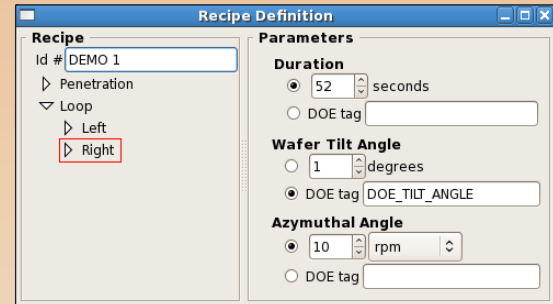 Recipe Definition
Recipe
Id # DEMO 1
Penetration
Loop
Left
Right
Parameters
Duration
52 seconds
DOE tag
Wafer Tilt Angle
1 degrees
DOE tag DOE_TILT_ANGLE
Azymuthal Angle
10 rpm
DOE tag